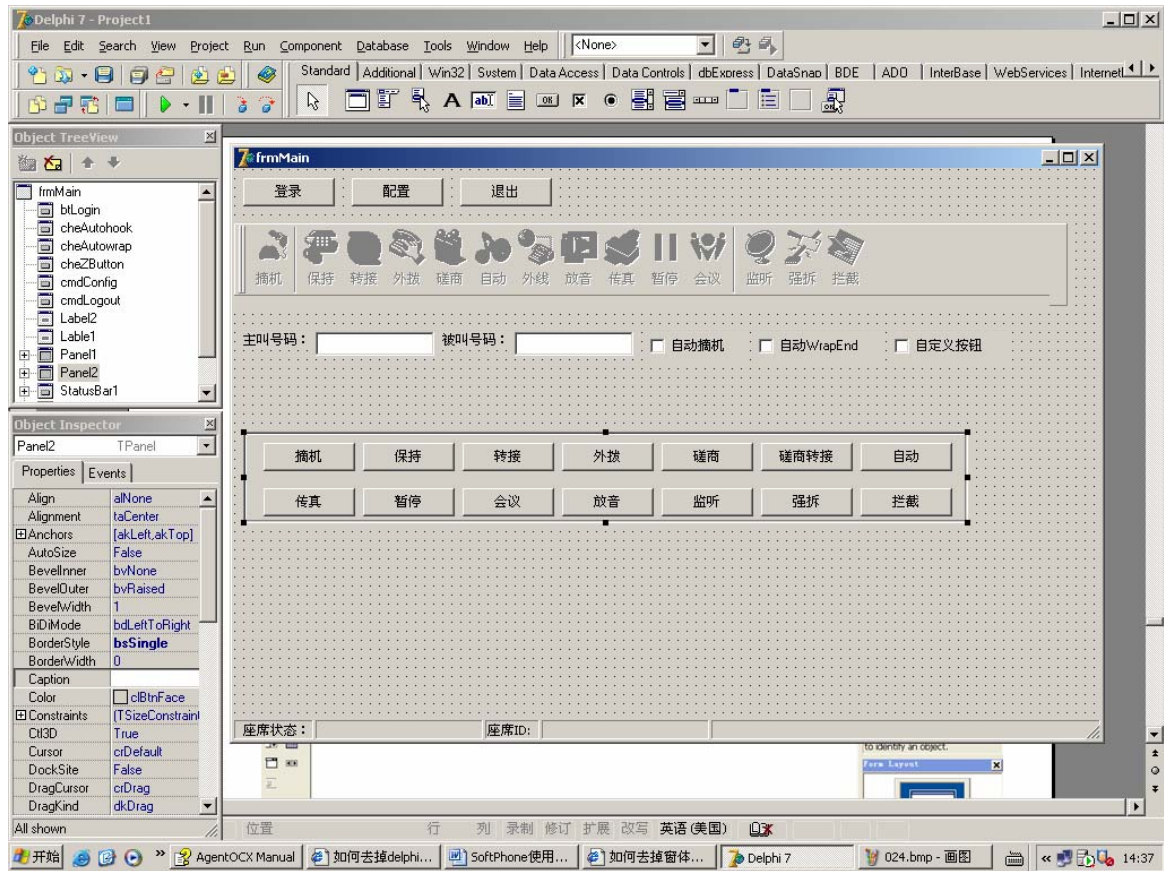 Delphi 7 - Project1
File Edit Search View Project Run Component Database Tools Window Help <None>
Standard Additional Win32 System Data Access Data Controls dbExpress DataSnap BDE ADO InterBase WebServices InternetE
Object TreeView
frmMain
btLogin
cheAutohook
cheAutowrap
cheZButton
cmdConfig
cmdLogout
Label2
Lable1
Panel1
Panel2
StatusBar1
Object Inspector
Panel2 TPanel
Properties Events
Align alNone
Alignment taCenter
Anchors [akLeft,akTop]
AutoSize False
BevelInner bvNone
BevelOuter bvRaised
BevelWidth 1
BiDiMode bdLeftToRight
BorderStyle bsSingle
BorderWidth 0
Caption
Color clBtnFace
Constraints (TSizeConstraint
Ctl3D True
Cursor crDefault
DockSite False
DragCursor crDrag
DragKind dkDrag
All shown
frmMain
登录 配置 退出
摘机 保持 转接 外拨 磋商 自动 外线 放音 传真 暂停 会议 监听 强拆 拦截
主叫号码： 被叫号码： 自动摘机 自动WrapEnd 自定义按钮
摘机 保持 转接 外拨 磋商 磋商转接 自动
传真 暂停 会议 放音 监听 强拆 拦截
座席状态： 座席ID:
to identify an object.
Form Layout
位置 行 列 录制 修订 扩展 改写 英语(美国)
开始 AgentOCX Manual 如何去掉delphi... SoftPhone使用... 如何去掉窗体... Delphi 7 024.bmp - 画图 14:37